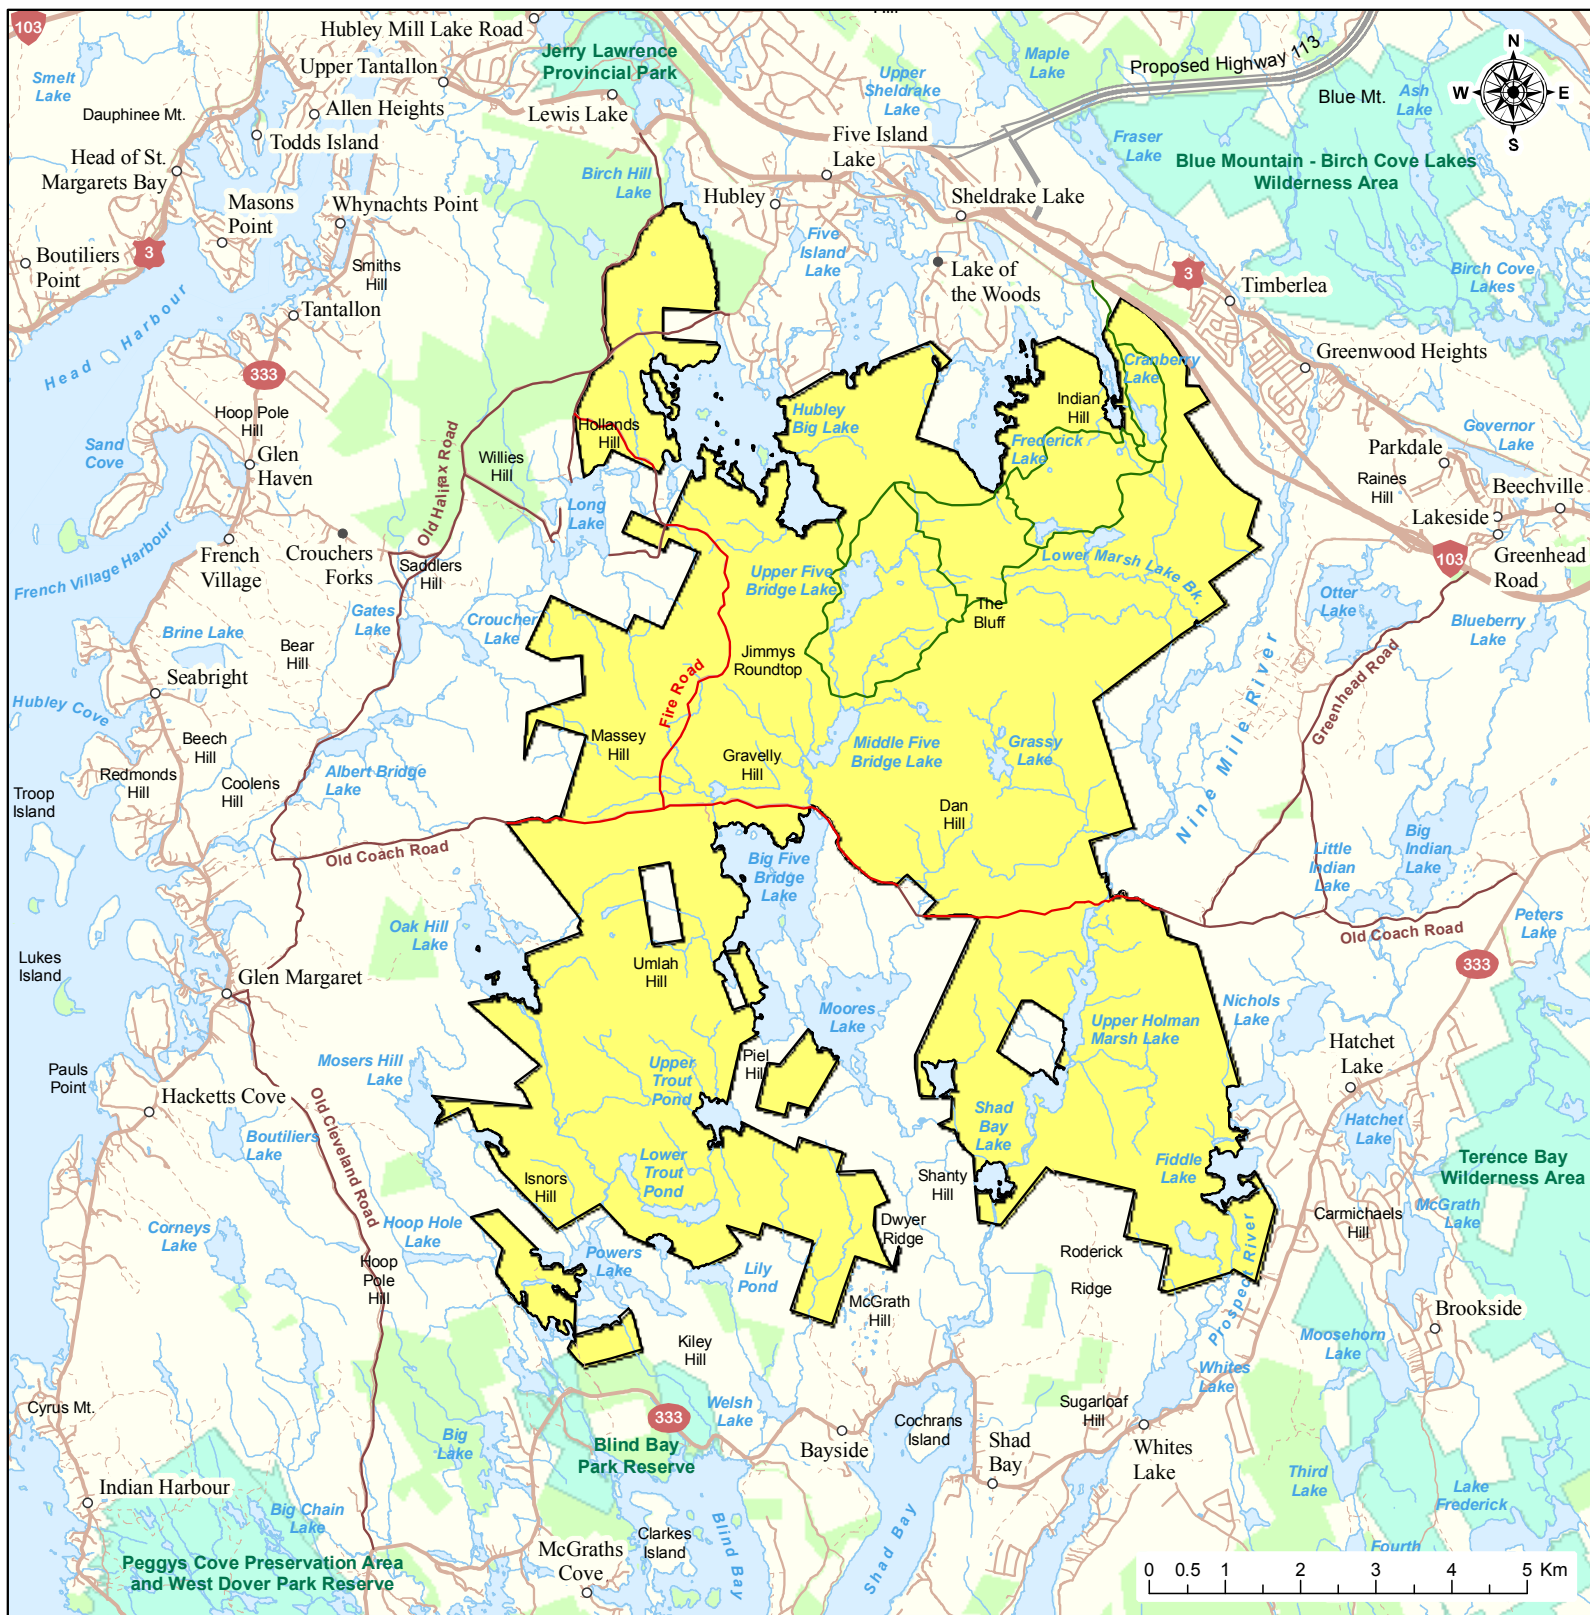 103
Hubley Mill Lake Road
Upper Tantallon
Jerry Lawrence
Provincial Park
Smelt
Lake
Dauphinee Mt.
Allen Heights
Lewis Lake
Todds Island
Head of St.
Margarets Bay
Masons
Point
Whynachts Point
Boutiliers
Point
3
Smiths
Hill
Tantallon
Head Harbour
333
Upper
Sheldrake
Lake
Maple
Lake
Proposed Highway 113
Blue Mt.
Ash
Lake
N
W
E
S
Five Island
Lake
Fraser
Lake
Blue Mountain - Birch Cove Lakes
Wilderness Area
Birch Hill
Lake
Hubley
Sheldrake Lake
Five
Island
Lake
Lake of
the Woods
3
Timberlea
Birch Cove
Lakes
Greenwood Heights
Cranberry
Lake
Indian
Hill
Hubley
Big Lake
Frederick
Lake
Governor
Lake
Parkdale
Raines
Hill
Beechville
Lakeside
103
Greenhead
Road
Hoop Pole
Hill
Sand
Cove
Glen
Haven
Hollands
Hill
Willies
Hill
Old Halifax Road
Long
Lake
French Village Harbour
French
Village
Crouchers
Forks
Saddlers
Hill
Gates
Lake
Croucher
Lake
Upper Five
Bridge Lake
Lower Marsh Lake Bk.
The
Bluff
Otter
Lake
Blueberry
Lake
Brine Lake
Bear
Hill
Seabright
Hubley Cove
Jimmys
Roundtop
Fire Road
Greenhead Road
Nine Mile River
Beech
Hill
Redmonds
Hill
Coolens
Hill
Troop
Island
Albert Bridge
Lake
Massey
Hill
Gravelly
Hill
Middle Five
Bridge Lake
Grassy
Lake
Dan
Hill
Old Coach Road
Big Five
Bridge
Lake
Little
Indian
Lake
Big
Indian
Lake
Peters
Lake
Old Coach Road
333
Oak Hill
Lake
Lukes
Island
Glen Margaret
Umlah
Hill
Moores
Lake
Upper Holman
Marsh Lake
Nichols
Lake
Hatchet
Lake
Pauls
Point
Mosers Hill
Lake
Upper
Trout
Pond
Piel
Hill
Hacketts Cove
Boutiliers
Lake
Old Cleveland Road
Shad
Bay
Lake
Hatchet
Lake
Lower
Trout
Pond
Isnors
Hill
Shanty
Hill
Fiddle
Lake
Terence Bay
Wilderness Area
Corneys
Lake
Hoop Hole
Lake
Dwyer
Ridge
McGrath
Lake
Carmichaels
Hill
Hoop
Pole
Hill
Powers
Lake
Lily
Pond
Roderick
Ridge
Prospect River
McGrath
Hill
Brookside
Moosehorn
Lake
Kiley
Hill
Whites
Lake
Cyrus Mt.
Welsh
Lake
333
Sugarloaf
Hill
Big
Lake
Blind Bay
Park Reserve
Bayside
Cochrans
Island
Shad
Bay
Whites
Lake
Indian Harbour
Big Chain
Lake
Third
Lake
Lake
Frederick
Clarkes
Island
Blind Bay
Shad Bay
McGraths
Cove
Fourth
Peggys Cove Preservation Area
and West Dover Park Reserve
0 0.5 1 2 3 4 5 Km